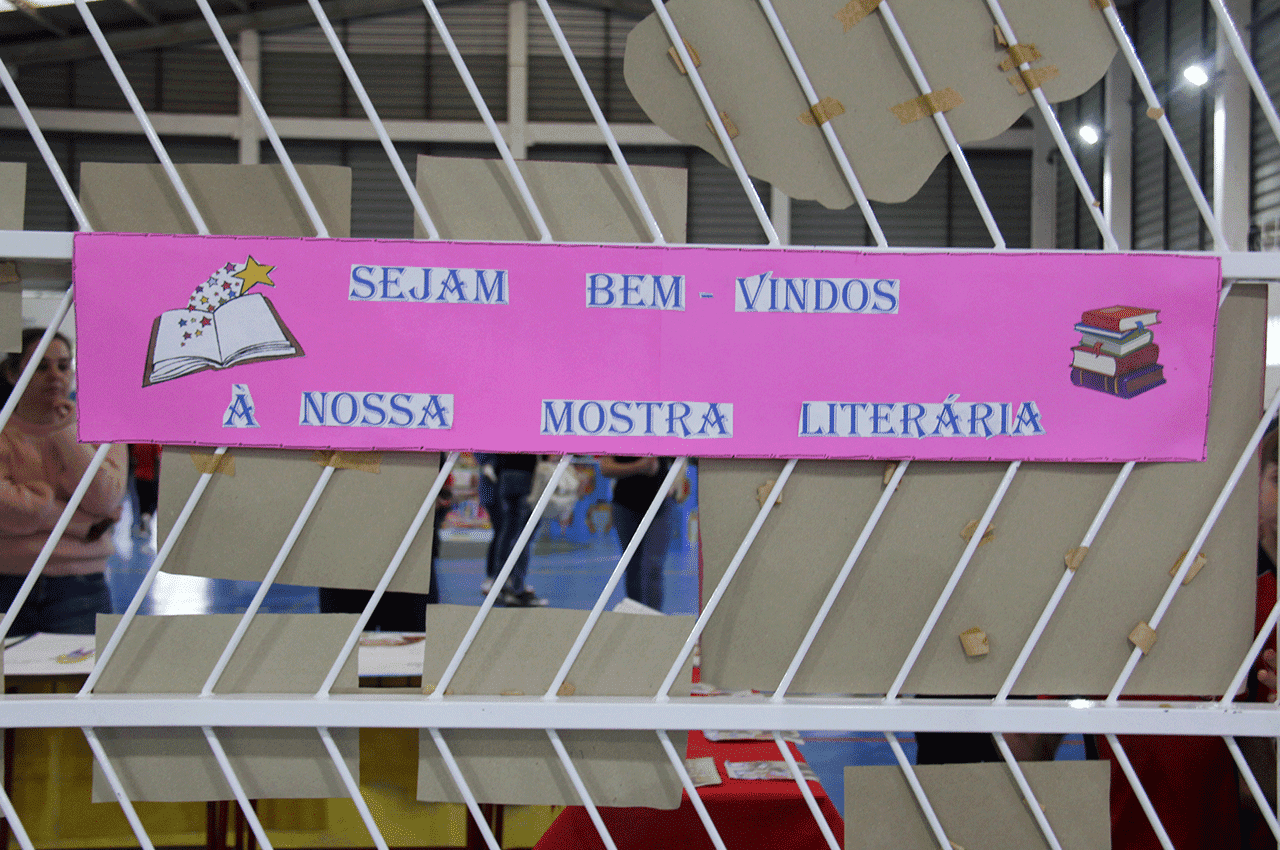 SEJAM BEM - VINDOS
À NOSSA MOSTRA LITERÁRIA